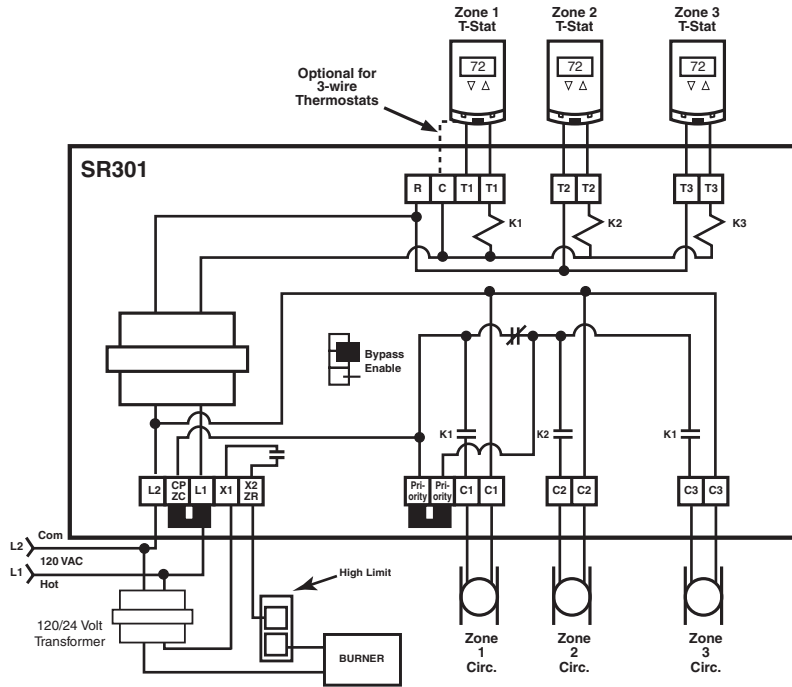 Zone 1
T-Stat
Zone 2
T-Stat
Zone 3
T-Stat
72
72
72
Optional for
3-wire
Thermostats
SR301
R
C
T1
T1
T2
T2
T3
T3
K1
K2
K3
Bypass
Enable
K1
K2
K1
L2
CP
ZC
L1
X1
X2
ZR
Pri-
ority
Pri-
ority
C1
C1
C2
C2
C3
C3
L2
Com
120 VAC
L1
Hot
High Limit
120/24 Volt
Transformer
BURNER
Zone
1
Circ.
Zone
2
Circ.
Zone
3
Circ.